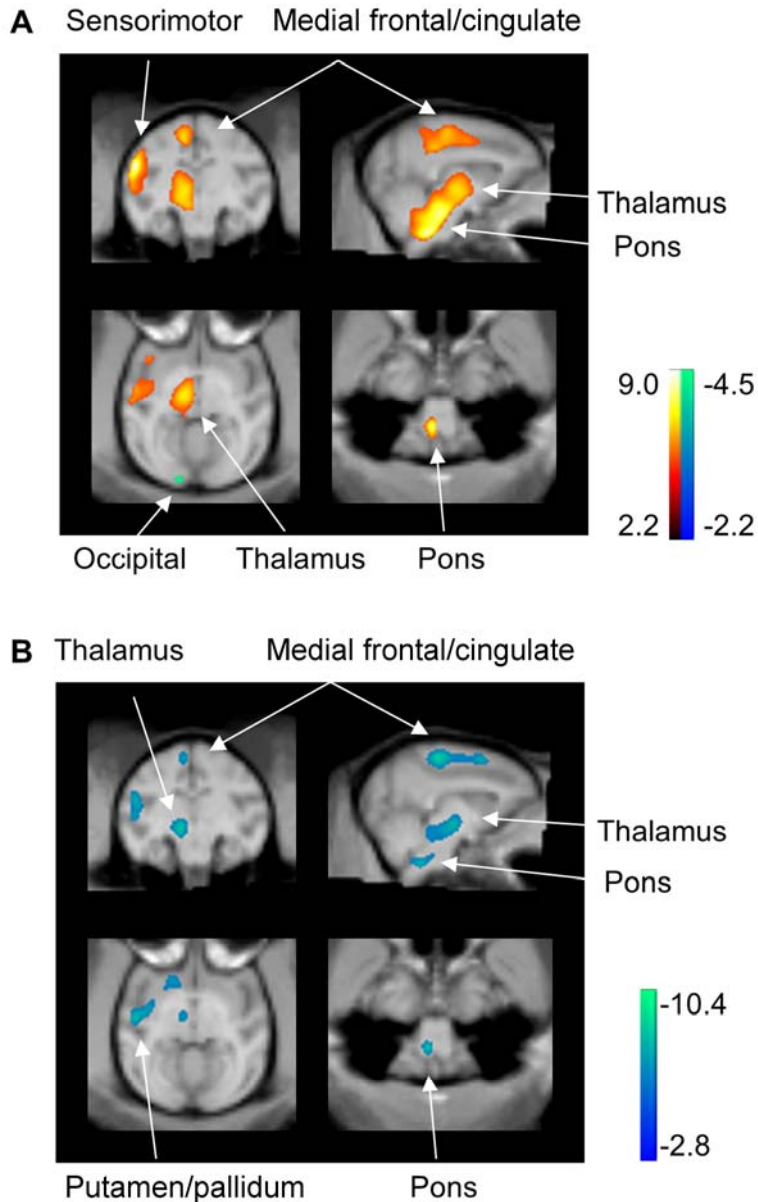 A Sensorimotor Medial frontal/cingulate
Thalamus
Pons
9.0 -4.5
2.2 -2.2
Occipital Thalamus Pons
B Thalamus Medial frontal/cingulate
Thalamus
Pons
-10.4
-2.8
Putamen/pallidum Pons